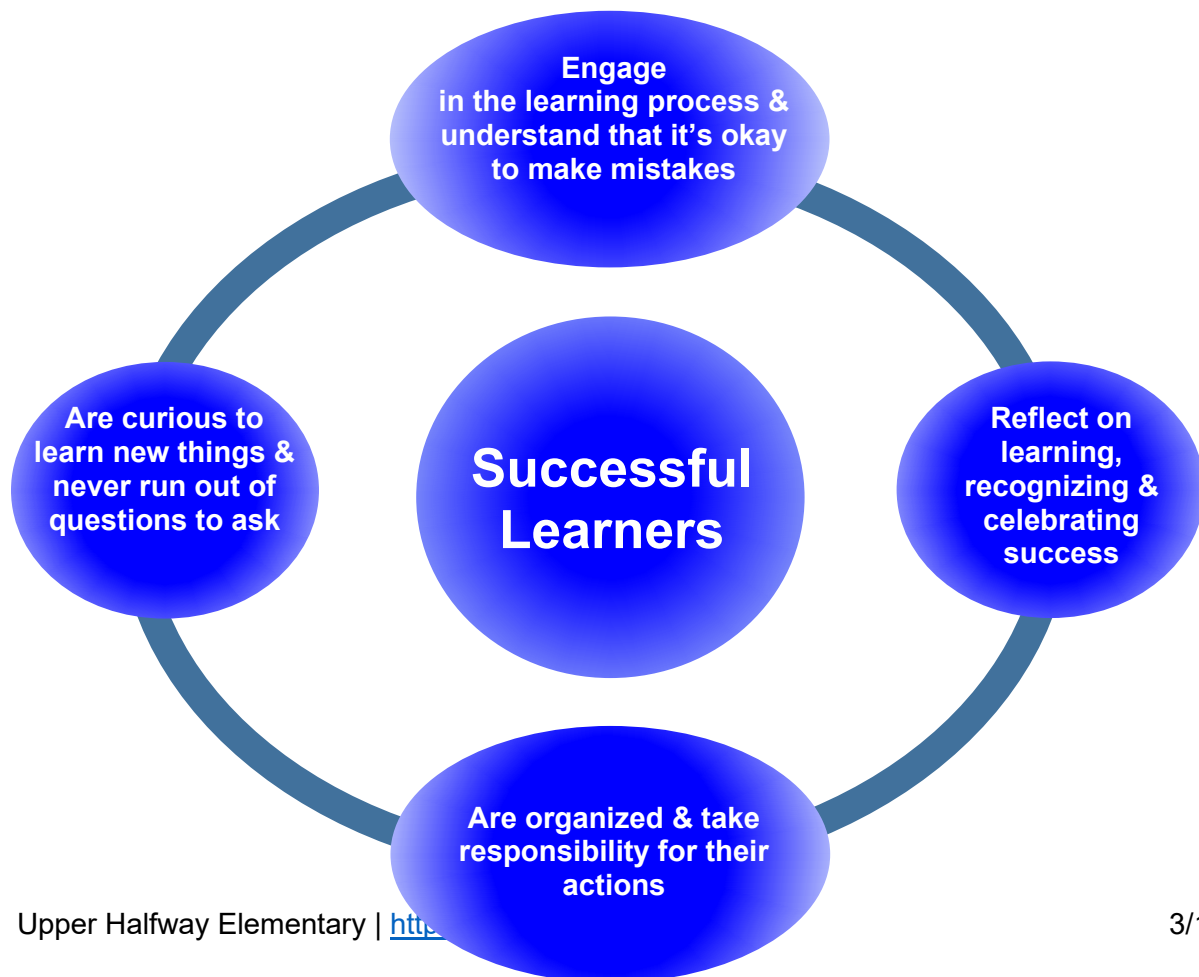 Engage
in the learning process &
understand that it's okay
to make mistakes
Are curious to
learn new things &
never run out of
questions to ask
Successful
Learners
Reflect on
learning,
recognizing &
celebrating
success
Are organized & take
responsibility for their
actions
Upper Halfway Elementary | http
3/